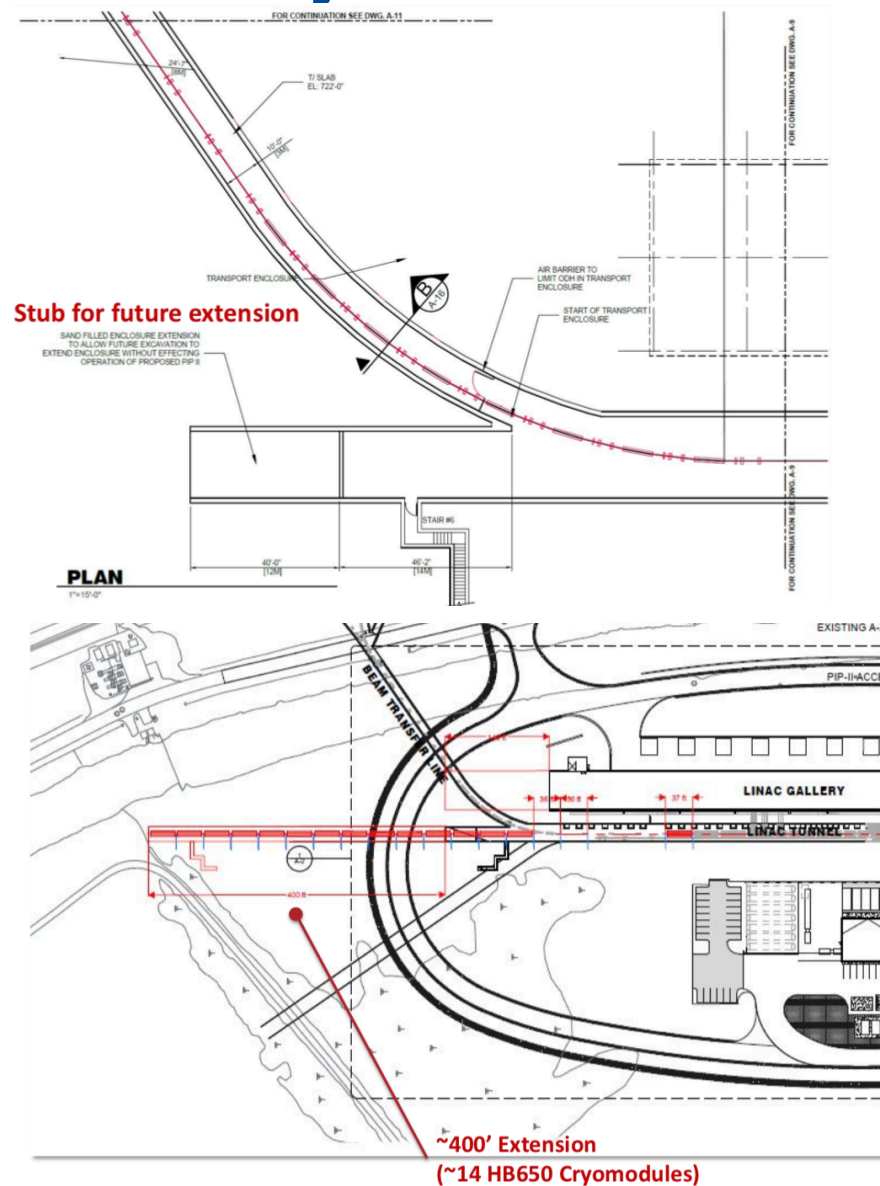 FOR CONTINUATION SEE DWG. A-11
FOR CONTINUATION SEE DWG. A-9
24'-7"
[8M]
T/ SLAB
EL: 722'-0"
10'-0"
[3M]
TRANSPORT ENCLOSURE
B
A-16
AIR BARRIER TO
LIMIT ODH IN TRANSPORT
ENCLOSURE
START OF TRANSPORT
ENCLOSURE
Stub for future extension
SAND FILLED ENCLOSURE EXTENSION
TO ALLOW FUTURE EXCAVATION TO
EXTEND ENCLOSURE WITHOUT EFFECTING
OPERATION OF PROPOSED PIP II
FOR CONTINUATION SEE DWG. A-9
STAIR #6
40'-0"
[12M]
46'-2"
[14M]
PLAN
1"=15'-0"
EXISTING A-
PIP-II ACCE
BEAM TRANSFER LINE
LINAC GALLERY
37 ft
LINAC TUNNEL
1
A-2
400 ft
~400' Extension
(~14 HB650 Cryomodules)